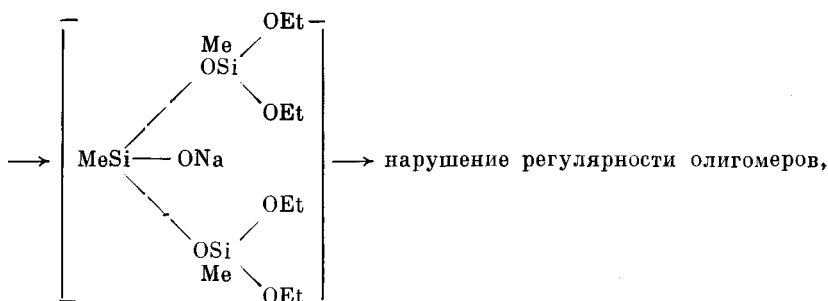 OEt
Me
OSi
OEt
→ MeSi—ONa → нарушение регулярности олигомеров,
OEt
OSi
Me
OEt